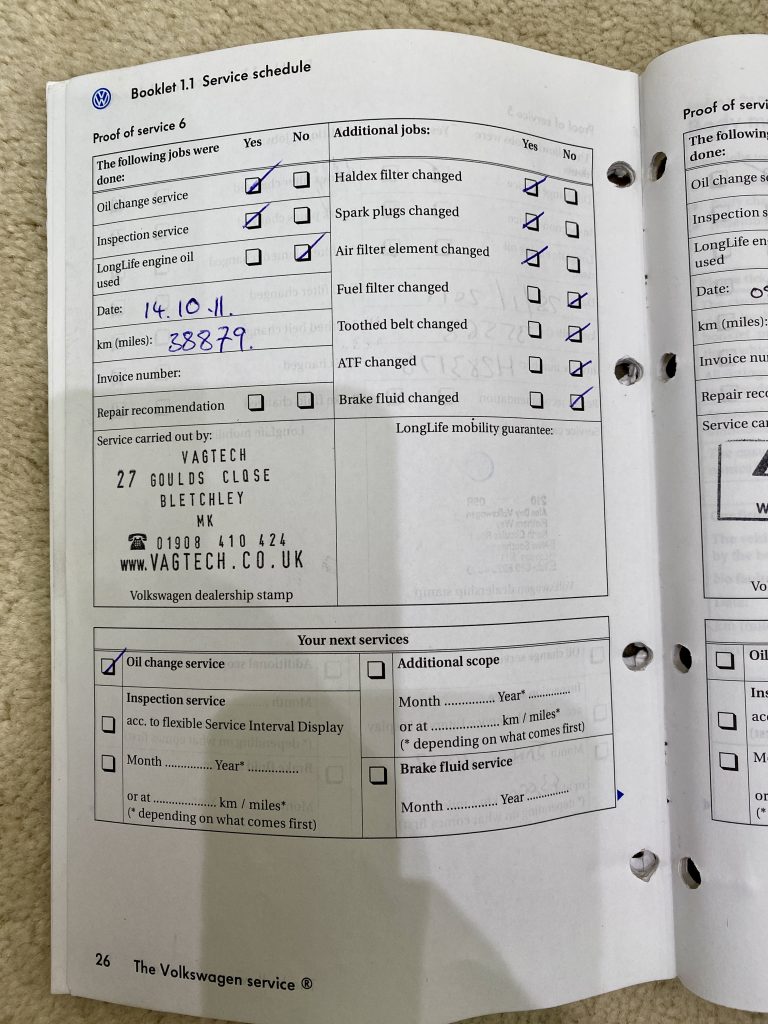 Booklet 1.1 Service schedule
Proof of service 6
The following jobs were done: Yes No
Oil change service
Inspection service
LongLife engine oil used
Date: 14.10.11.
km (miles): 38879.
Invoice number:
Repair recommendation
Service carried out by:
VAGTECH
27 GOULDS CLOSE
BLETCHLEY
MK
☎ 01908 410 424
www.VAGTECH.CO.UK
Volkswagen dealership stamp
Additional jobs: Yes No
Haldex filter changed
Spark plugs changed
Air filter element changed
Fuel filter changed
Toothed belt changed
ATF changed
Brake fluid changed
LongLife mobility guarantee:
Your next services
Oil change service
Inspection service
acc. to flexible Service Interval Display
Month .............. Year* ..............
or at .................... km / miles*
(* depending on what comes first)
Additional scope
Month .............. Year* ..............
or at .................... km / miles*
(* depending on what comes first)
Brake fluid service
Month .............. Year ..............
26 The Volkswagen service ®
Proof of servi
The following
done:
Oil change se
Inspection s
LongLife en
used
Date: 0
km (miles):
Invoice nu
Repair reco
Service ca
W
Vo
Oil
Ins
acc
M
or
(*